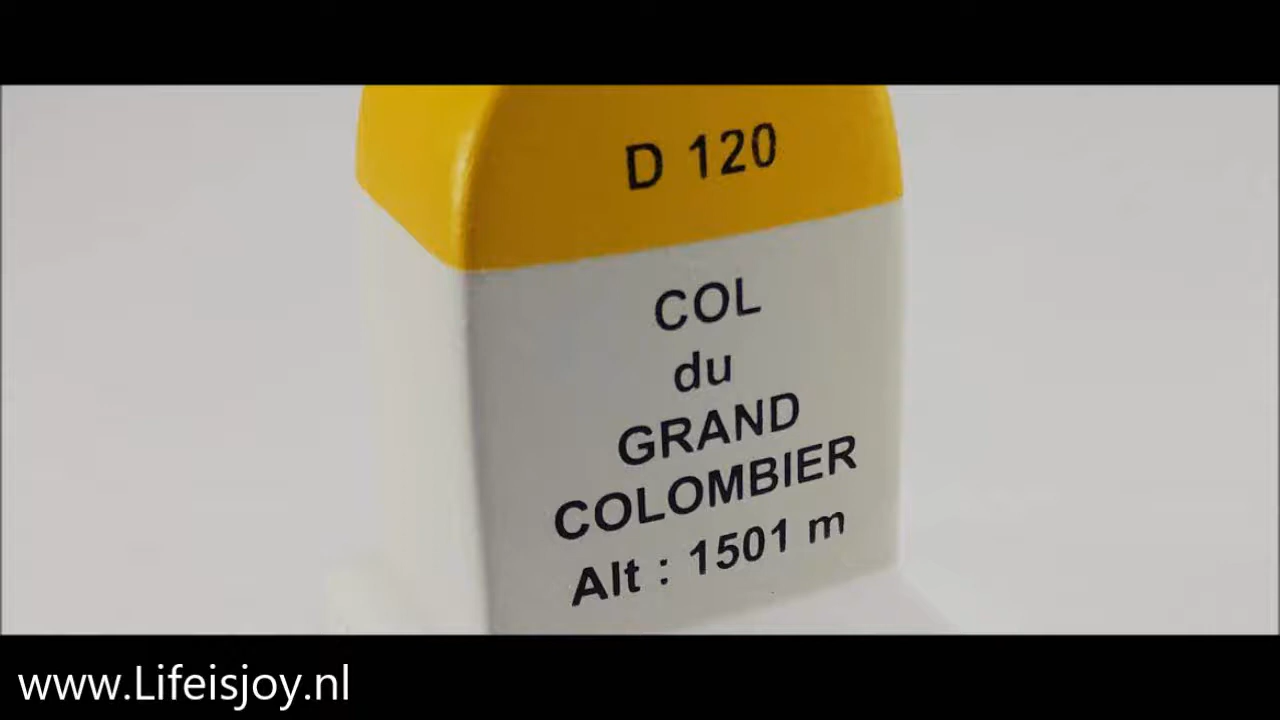 D 120
COL
du
GRAND
COLOMBIER
Alt : 1501 m
www.Lifeisjoy.nl